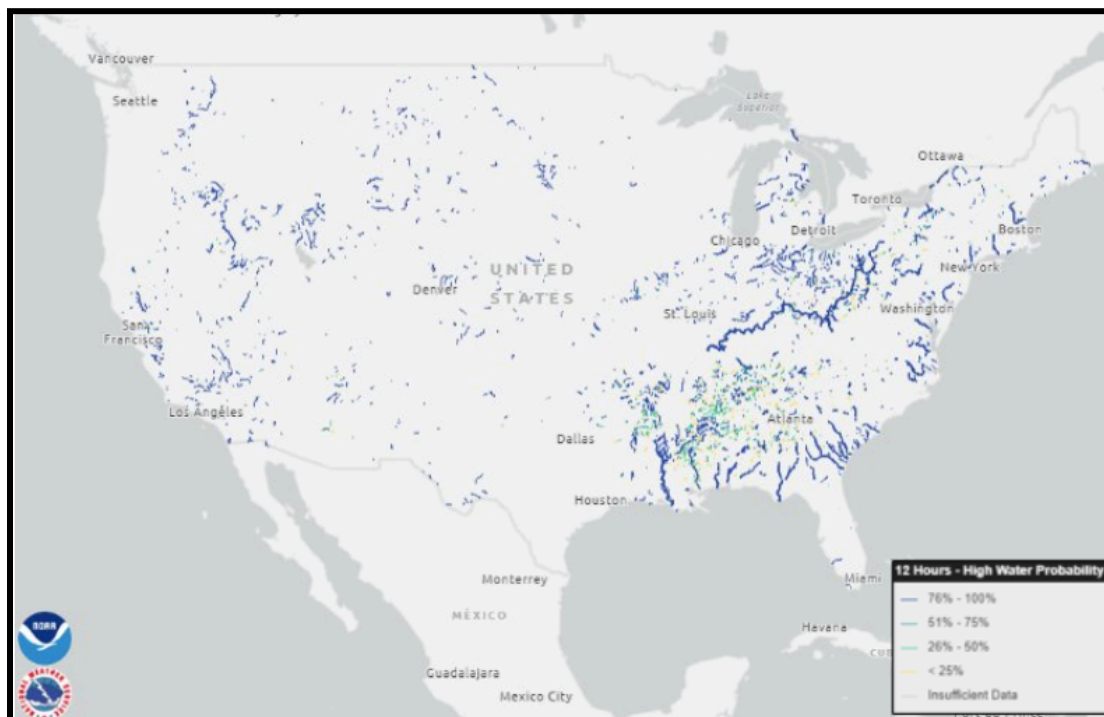 Vancouver
Seattle
Lake
Superior
Ottawa
Toronto
Boston
Chicago
Detroit
New York
UNITED
STATES
Denver
St. Louis
Washington
San
Francisco
Los Angeles
Atlanta
Dallas
Houston
Monterrey
Miami
MÉXICO
Havana
Guadalajara
Mexico City
NOAA
12 Hours - High Water Probability
76% - 100%
51% - 75%
26% - 50%
< 25%
Insufficient Data